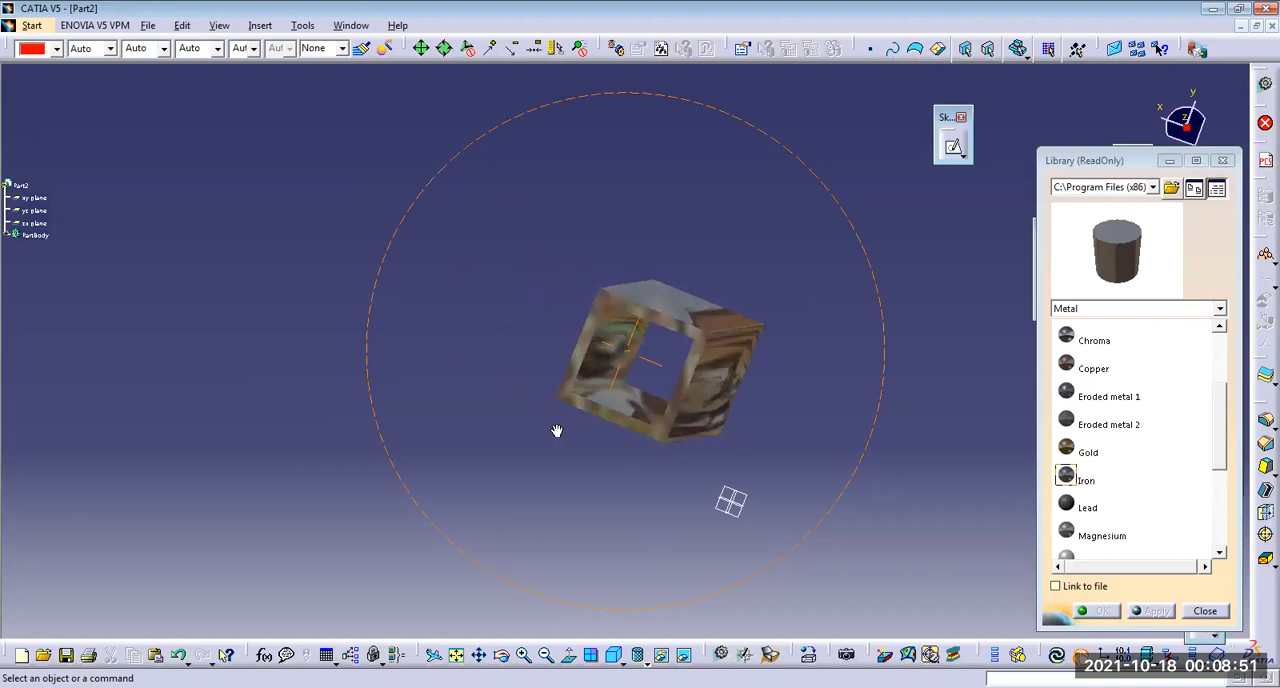 CATIA V5 - [Part2]
Start ENOVIA V5 VPM File Edit View Insert Tools Window Help
Auto Auto Auto Aut Aut None
Sk...
y
x
z
Library (ReadOnly)
C:\Program Files (x86)
Part2
xy plane
yz plane
zx plane
PartBody
Metal
Chroma
Copper
Eroded metal 1
Eroded metal 2
Gold
Iron
Lead
Magnesium
Link to file
OK Apply Close
2021-10-18 00:08:51
Select an object or a command